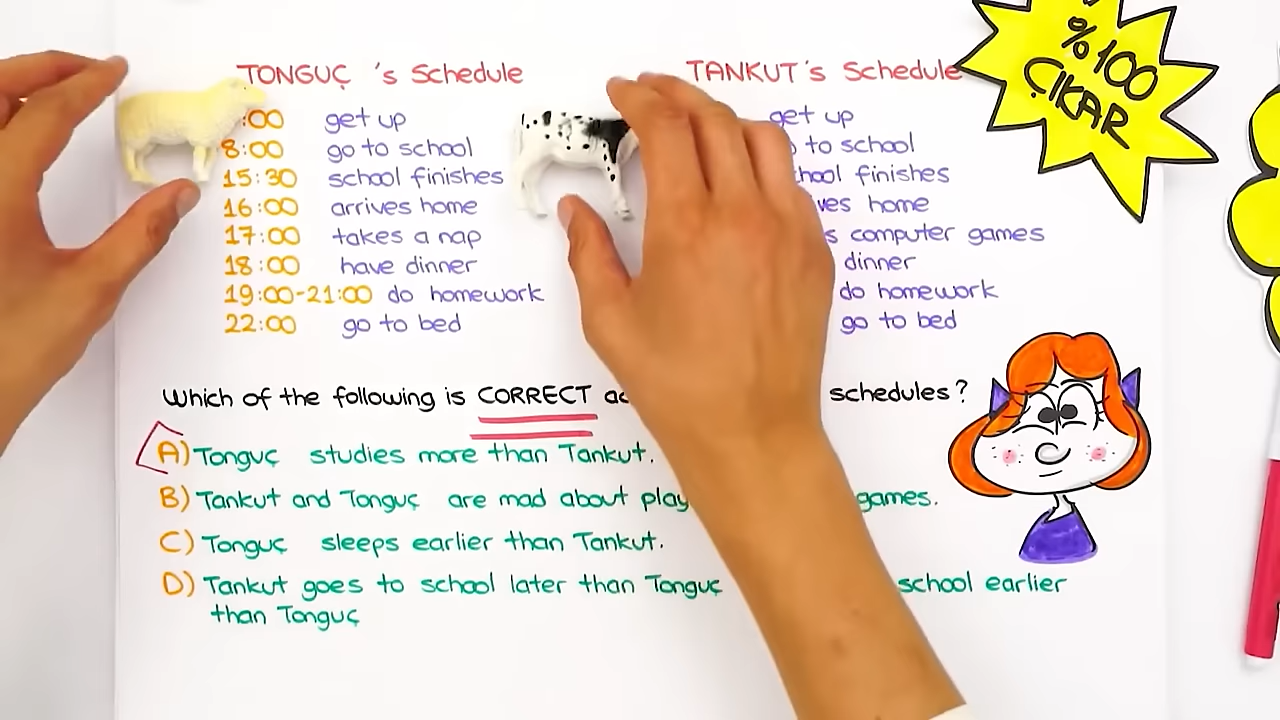 TONGUÇ 's Schedule
:00 get up
8:00 go to school
15:30 school finishes
16:00 arrives home
17:00 takes a nap
18:00 have dinner
19:00-21:00 do homework
22:00 go to bed
TANKUT's Schedule
get up
to school
finishes
home
computer games
dinner
do homework
go to bed
%100
ÇIKAR
Which of the following is CORRECT schedules?
A) Tonguç studies more than Tankut.
B) Tankut and Tonguç are mad about games.
C) Tonguç sleeps earlier than Tankut.
D) Tankut goes to school later than Tonguç school earlier
than Tonguç